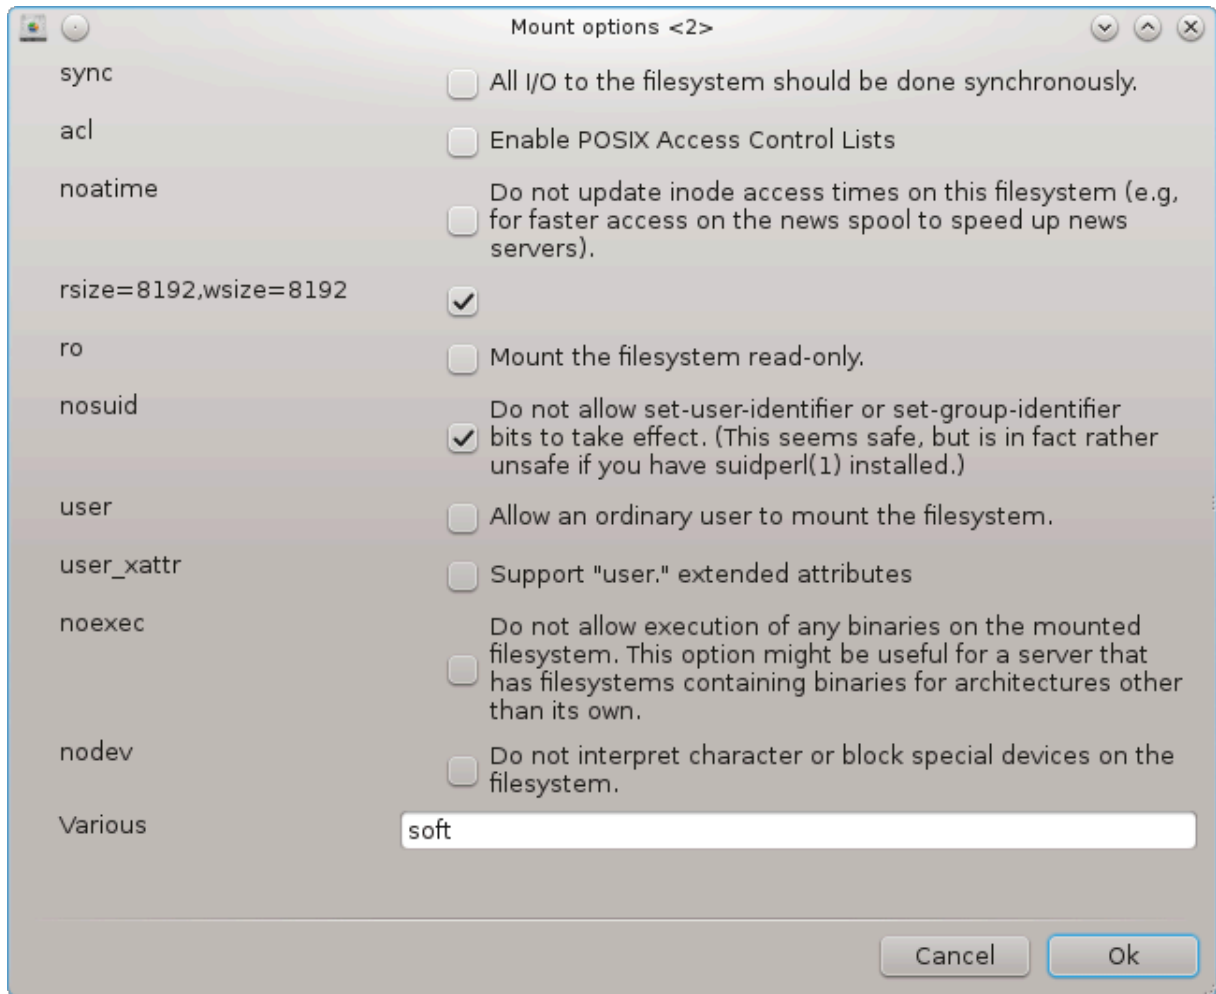 Mount options <2>
sync
All I/O to the filesystem should be done synchronously.
acl
Enable POSIX Access Control Lists
noatime
Do not update inode access times on this filesystem (e.g,
for faster access on the news spool to speed up news
servers).
rsize=8192,wsize=8192
ro
Mount the filesystem read-only.
nosuid
Do not allow set-user-identifier or set-group-identifier
bits to take effect. (This seems safe, but is in fact rather
unsafe if you have suidperl(1) installed.)
user
Allow an ordinary user to mount the filesystem.
user_xattr
Support "user." extended attributes
noexec
Do not allow execution of any binaries on the mounted
filesystem. This option might be useful for a server that
has filesystems containing binaries for architectures other
than its own.
nodev
Do not interpret character or block special devices on the
filesystem.
Various
soft
Cancel
Ok